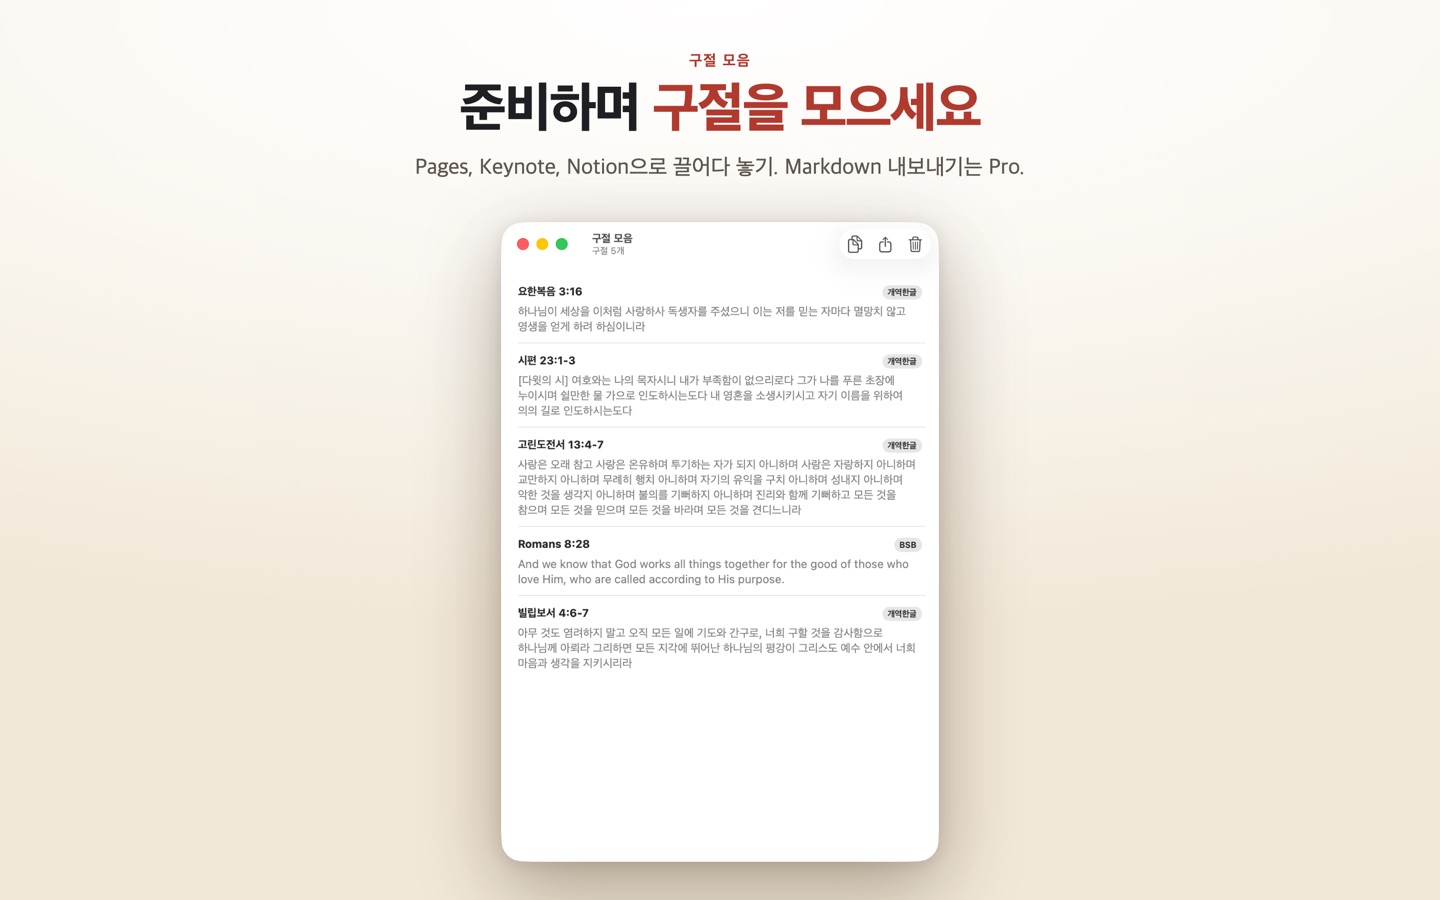 구절 모음
준비하며 구절을 모으세요
Pages, Keynote, Notion으로 끌어다 놓기. Markdown 내보내기는 Pro.
구절 모음
구절 5개
요한복음 3:16
개역한글
하나님이 세상을 이처럼 사랑하사 독생자를 주셨으니 이는 저를 믿는 자마다 멸망치 않고
영생을 얻게 하려 하심이니라
시편 23:1-3
개역한글
[다윗의 시] 여호와는 나의 목자시니 내가 부족함이 없으리로다 그가 나를 푸른 초장에
누이시며 쉴만한 물 가으로 인도하시는도다 내 영혼을 소생시키시고 자기 이름을 위하여
의의 길로 인도하시는도다
고린도전서 13:4-7
개역한글
사랑은 오래 참고 사랑은 온유하며 투기하는 자가 되지 아니하며 사랑은 자랑하지 아니하며
교만하지 아니하며 무례히 행치 아니하며 자기의 유익을 구치 아니하며 성내지 아니하며
악한 것을 생각지 아니하며 불의를 기뻐하지 아니하며 진리와 함께 기뻐하고 모든 것을
참으며 모든 것을 믿으며 모든 것을 바라며 모든 것을 견디느니라
Romans 8:28
BSB
And we know that God works all things together for the good of those who
love Him, who are called according to His purpose.
빌립보서 4:6-7
개역한글
아무 것도 염려하지 말고 오직 모든 일에 기도와 간구로, 너희 구할 것을 감사함으로
하나님께 아뢰라 그리하면 모든 지각에 뛰어난 하나님의 평강이 그리스도 예수 안에서 너희
마음과 생각을 지키시리라